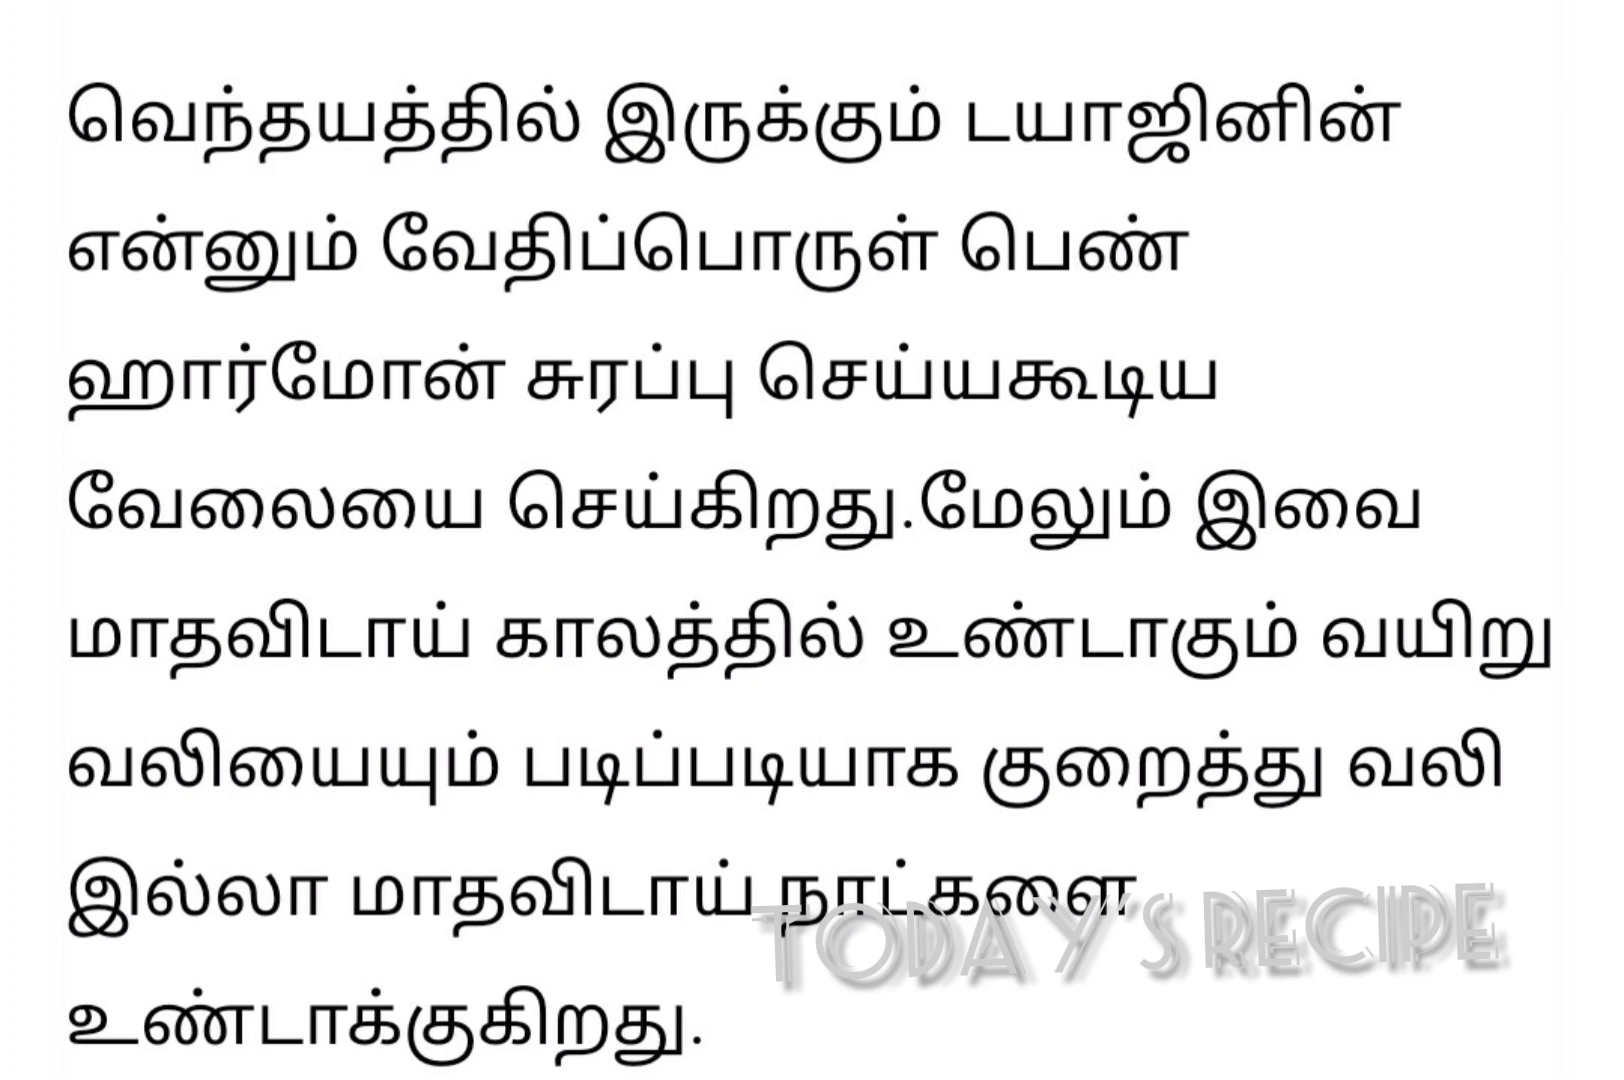 வெந்தயத்தில் இருக்கும் டயாஜினின்
என்னும் வேதிப்பொருள் பெண்
ஹார்மோன் சுரப்பு செய்யகூடிய
வேலையை செய்கிறது.மேலும் இவை
மாதவிடாய் காலத்தில் உண்டாகும் வயிறு
வலியையும் படிப்படியாக குறைத்து வலி
இல்லா மாதவிடாய் நாட்களை
TODAY'S RECIPE
உண்டாக்குகிறது.